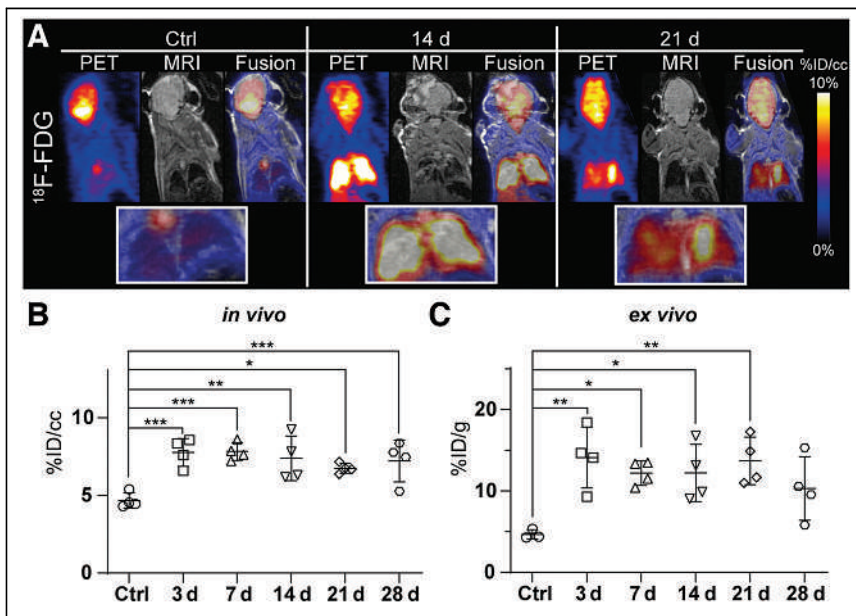 A
Ctrl 14 d 21 d
PET MRI Fusion PET MRI Fusion PET MRI Fusion %ID/cc
10%
18F-FDG
0%
B in vivo
***
*
**
***
***
%ID/cc
10
5
0
Ctrl 3 d 7 d 14 d 21 d 28 d
C ex vivo
**
*
*
**
%ID/g
20
10
0
Ctrl 3 d 7 d 14 d 21 d 28 d